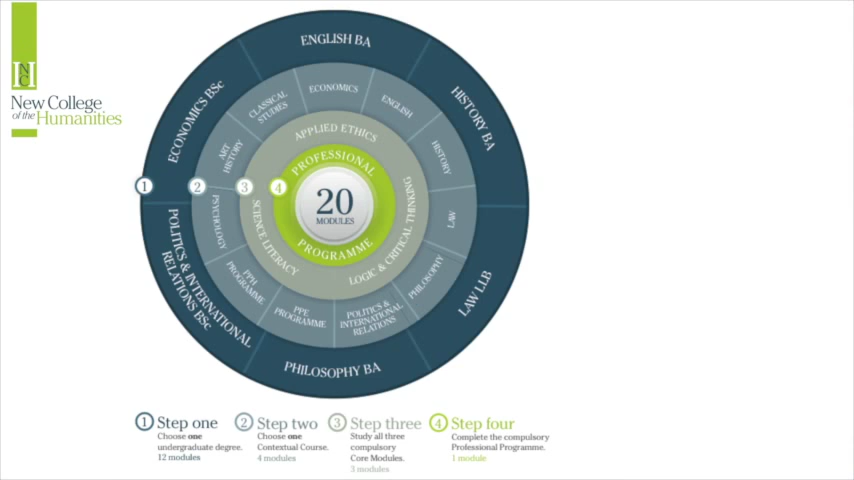 NCH
New College
of the Humanities
ENGLISH BA
HISTORY BA
LAW LLB
PHILOSOPHY BA
POLITICS & INTERNATIONAL
RELATIONS BSc
ECONOMICS BSc
ECONOMICS
ENGLISH
HISTORY
LAW
PHILOSOPHY
POLITICS &
INTERNATIONAL
RELATIONS
PPE
PROGRAMME
PPH
PROGRAMME
PSYCHOLOGY
ART
HISTORY
CLASSICAL
STUDIES
APPLIED ETHICS
LOGIC & CRITICAL THINKING
SCIENCE LITERACY
PROFESSIONAL
PROGRAMME
20
MODULES
1
2
3
4
1 Step one
Choose one
undergraduate degree.
12 modules
2 Step two
Choose one
Contextual Course.
4 modules
3 Step three
Study all three
compulsory
Core Modules.
3 modules
4 Step four
Complete the compulsory
Professional Programme.
1 module